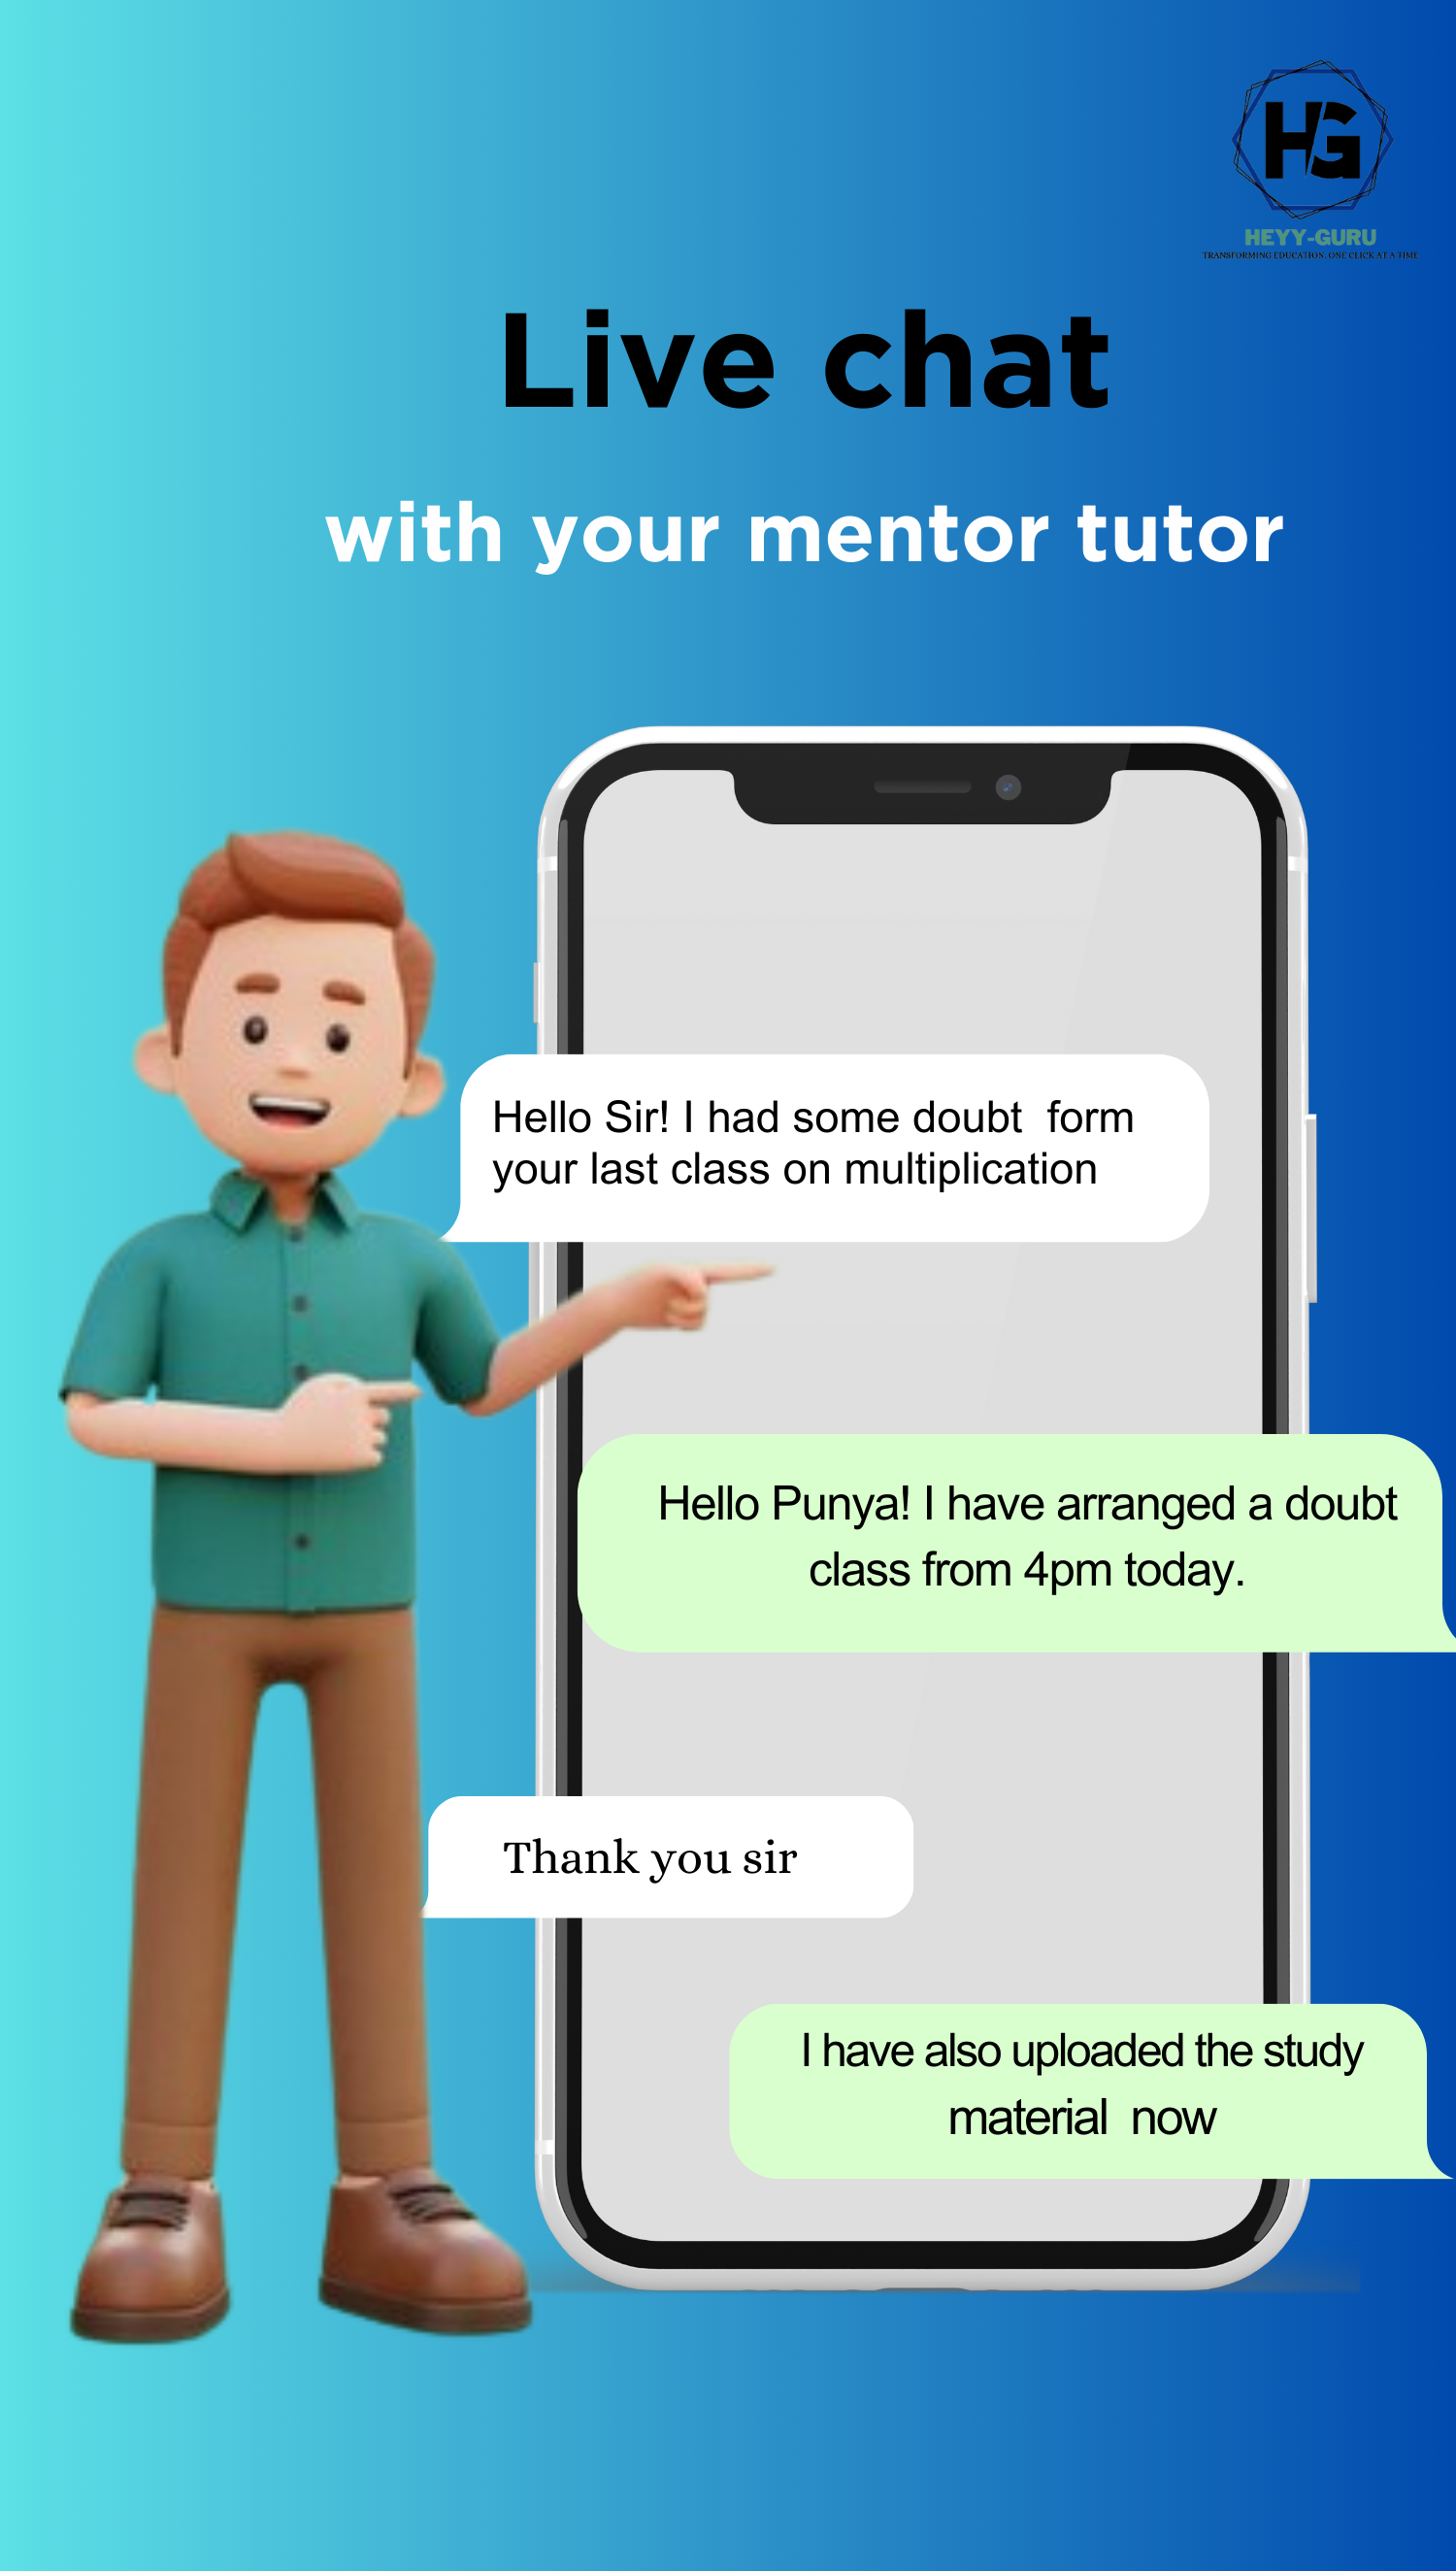 HG
HEYY-GURU
TRANSFORMING EDUCATION, ONE CLICK AT A TIME
Live chat
with your mentor tutor
Hello Sir! I had some doubt  form
your last class on multiplication
Hello Punya! I have arranged a doubt
class from 4pm today.
Thank you sir
I have also uploaded the study
material  now